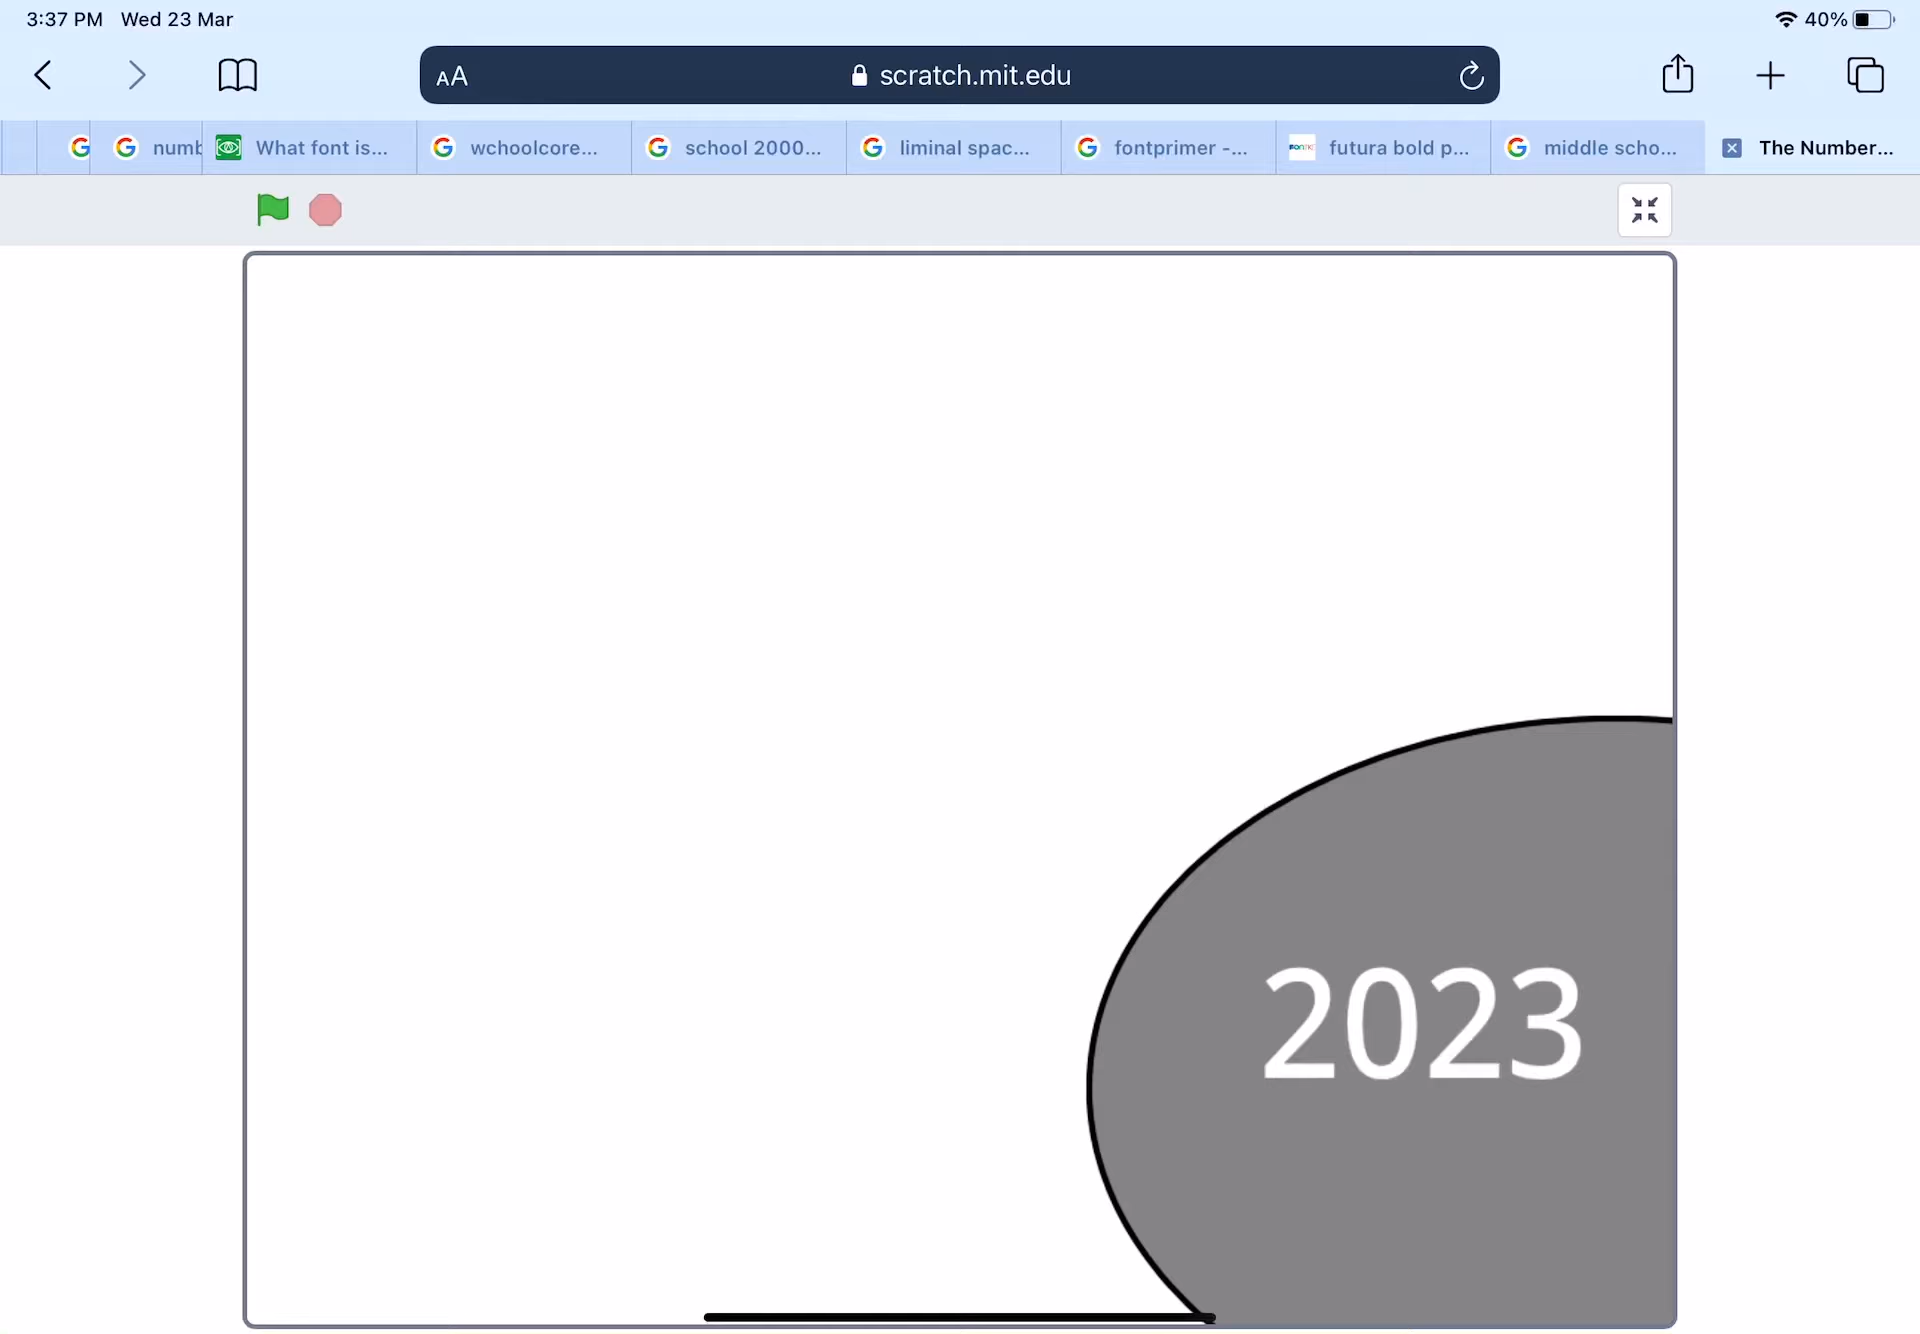 3:37 PM Wed 23 Mar 40%
AA scratch.mit.edu
numb What font is... wchoolcore... school 2000... liminal spac... fontprimer -... futura bold p... middle scho... The Number...
2023